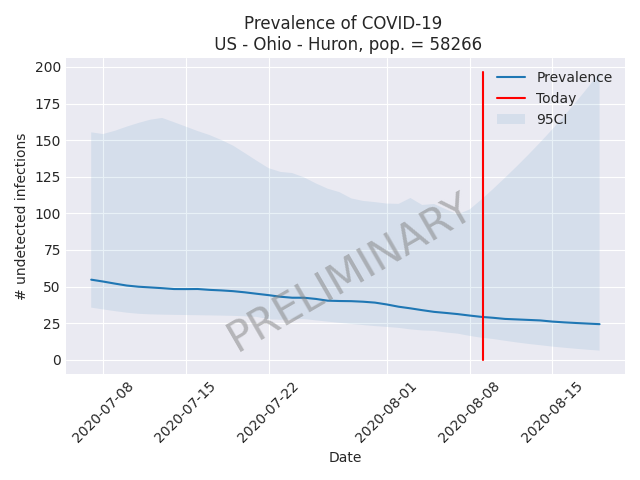 Prevalence of COVID-19
US - Ohio - Huron, pop. = 58266
# undetected infections
200
175
150
125
100
75
50
25
0
Prevalence
Today
95CI
PRELIMINARY
2020-07-08
2020-07-15
2020-07-22
2020-08-01
2020-08-08
2020-08-15
Date